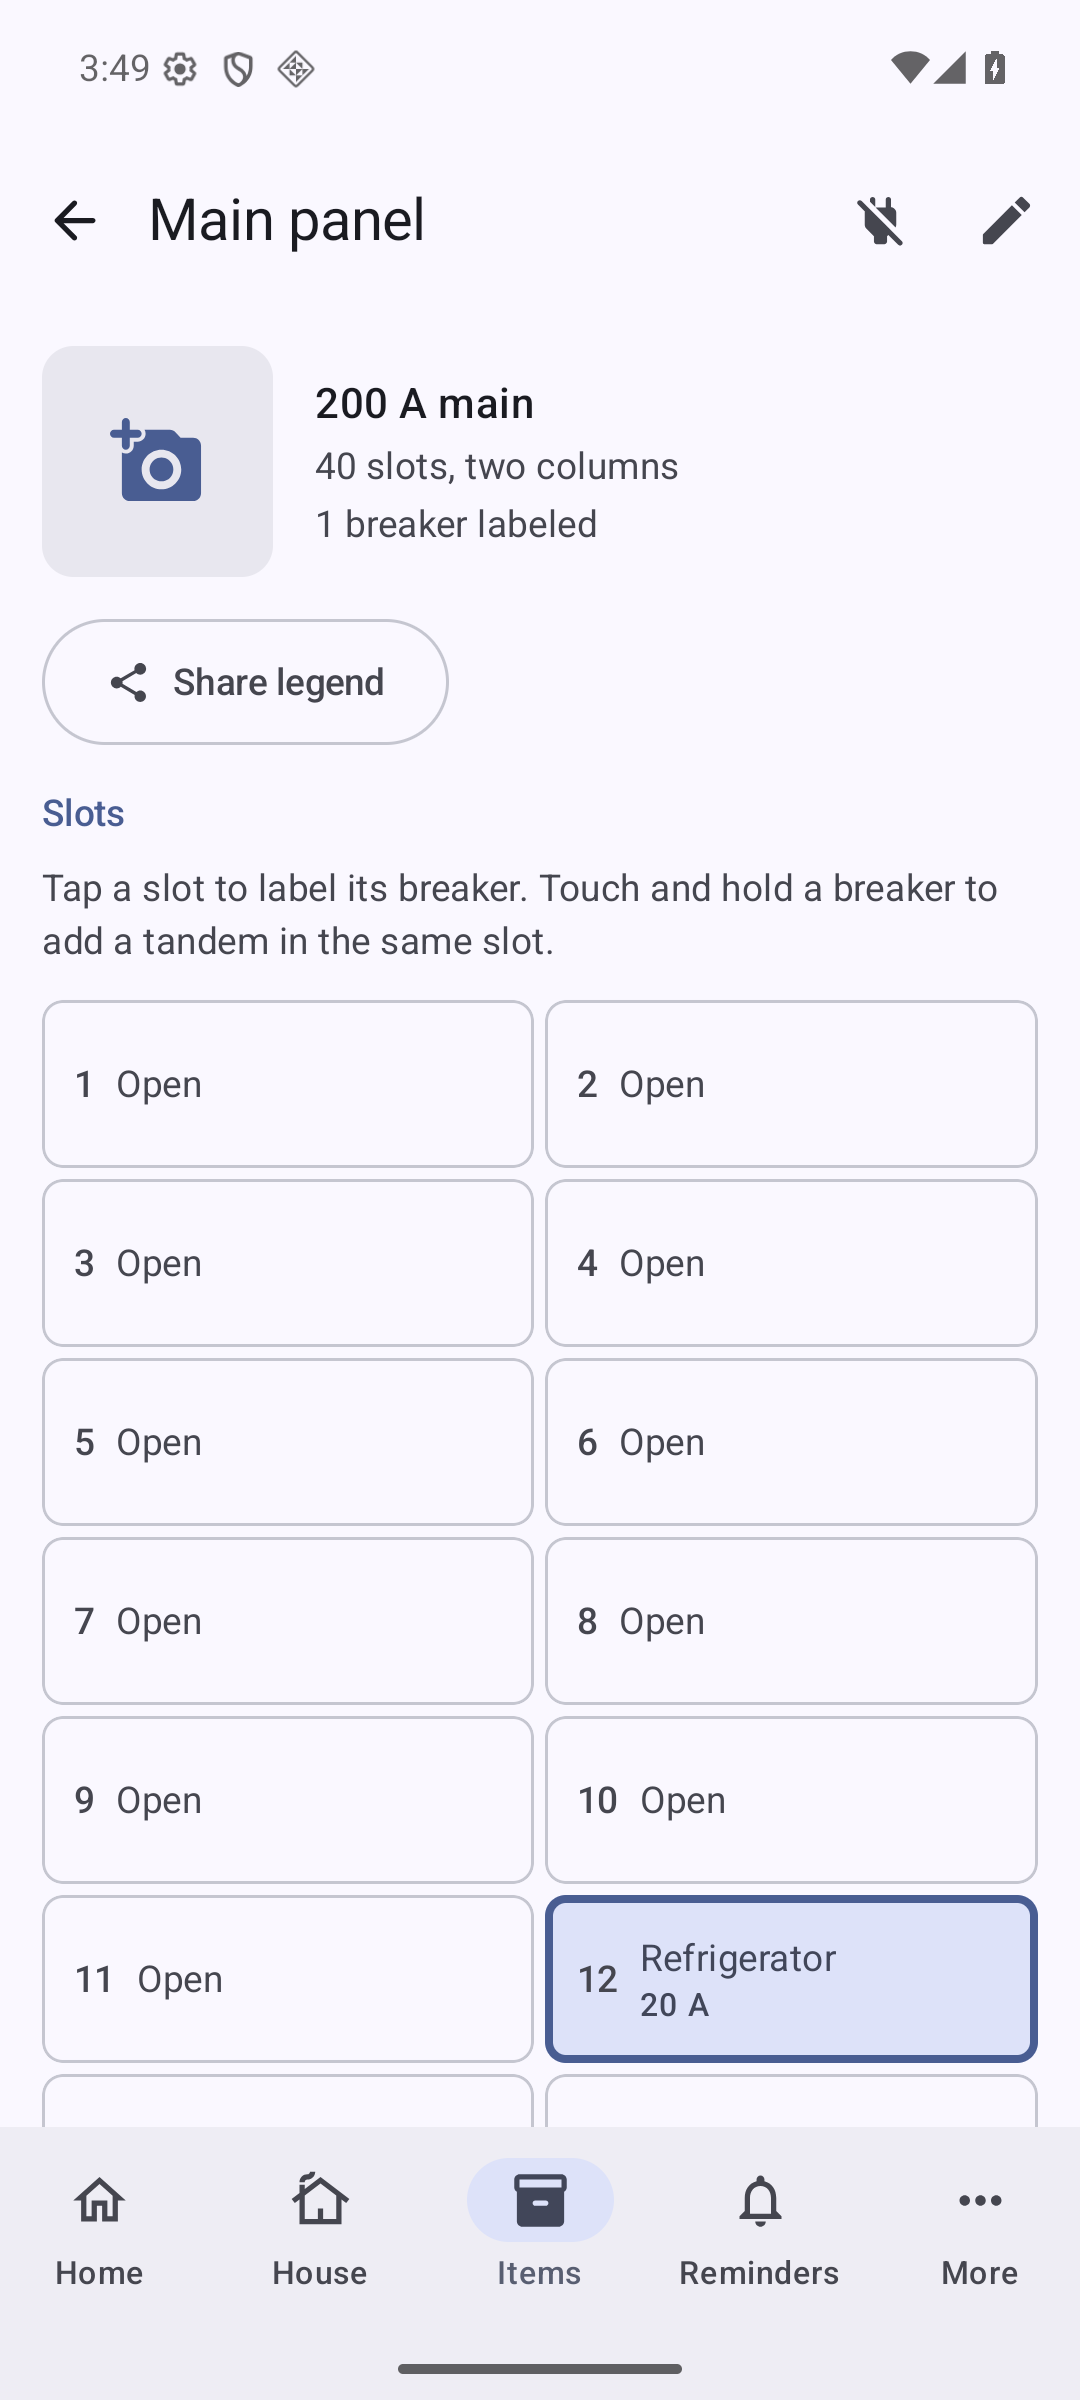 3:49
Main panel
200 A main
40 slots, two columns
1 breaker labeled
Share legend
Slots
Tap a slot to label its breaker. Touch and hold a breaker to
add a tandem in the same slot.
1 Open
2 Open
3 Open
4 Open
5 Open
6 Open
7 Open
8 Open
9 Open
10 Open
11 Open
12 Refrigerator
20 A
Home
House
Items
Reminders
More